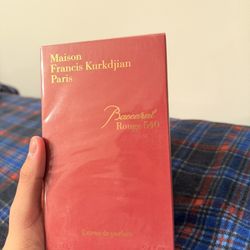 Maison
Francis Kurkdjian
Paris
Baccarat
Rouge 540
Extrait de parfum